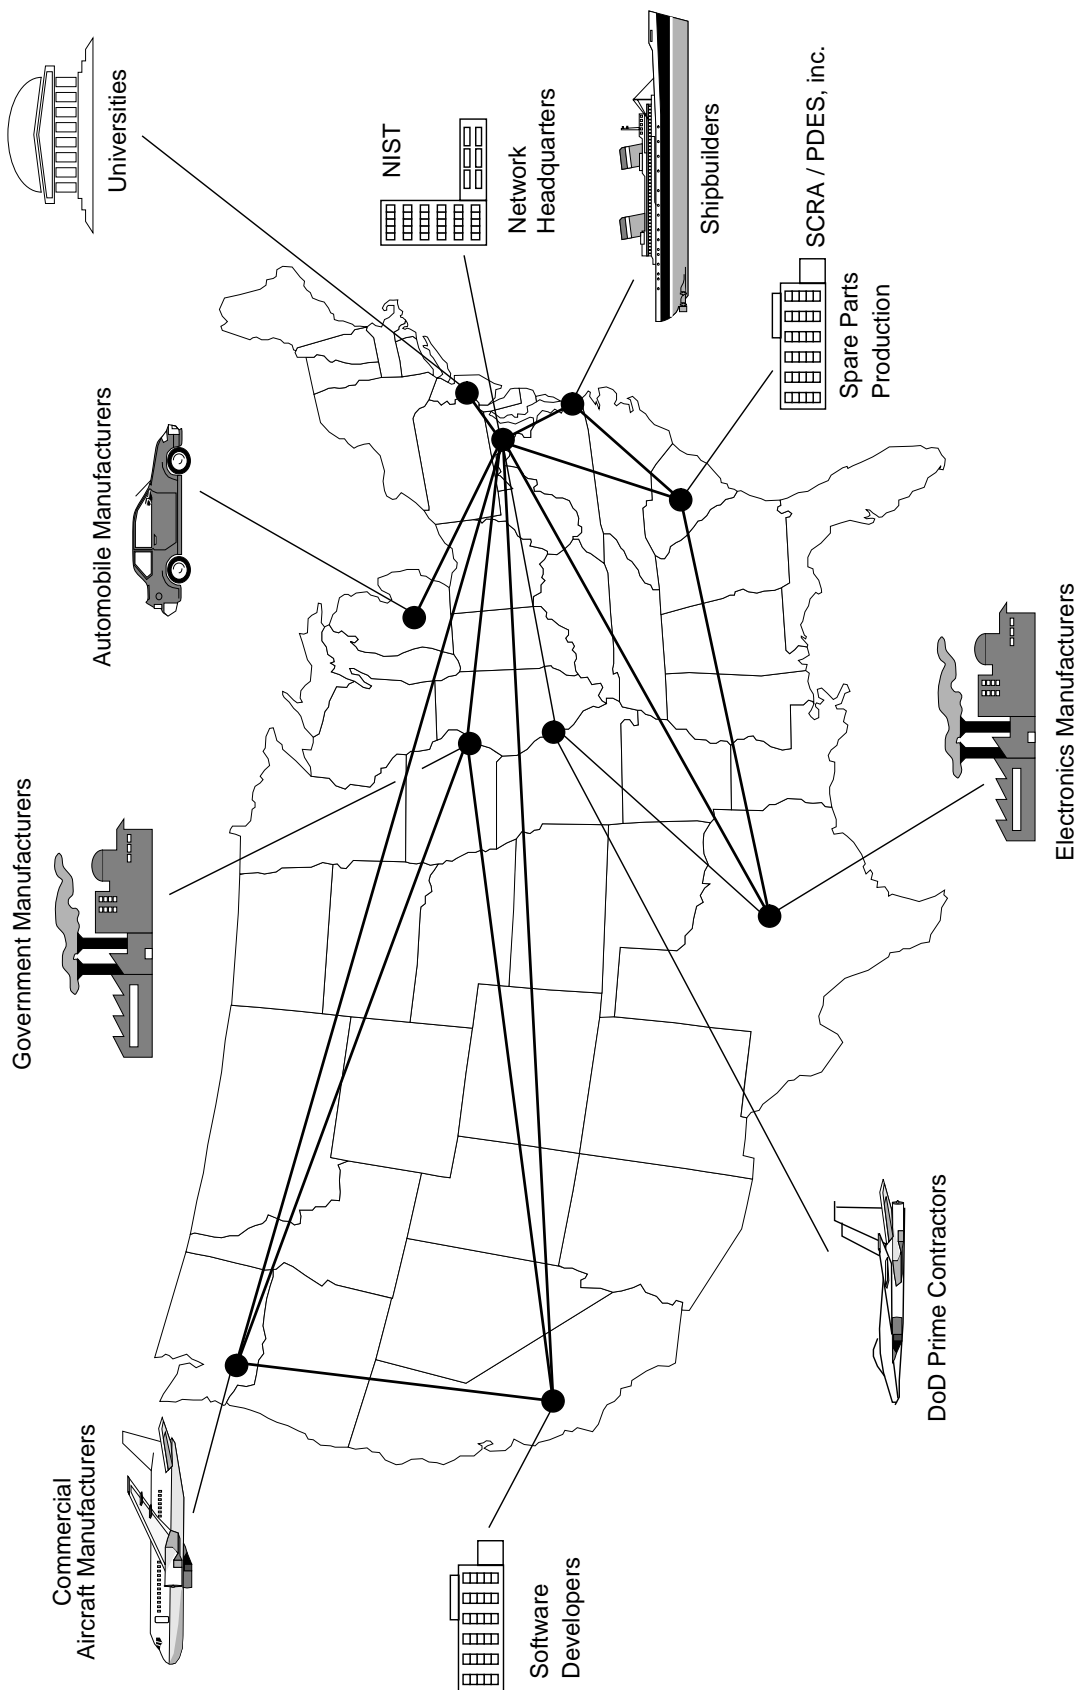 Commercial
Aircraft Manufacturers
Government Manufacturers
Automobile Manufacturers
Universities
NIST
Network
Headquarters
Shipbuilders
SCRA / PDES, inc.
Spare Parts
Production
Software
Developers
DoD Prime Contractors
Electronics Manufacturers